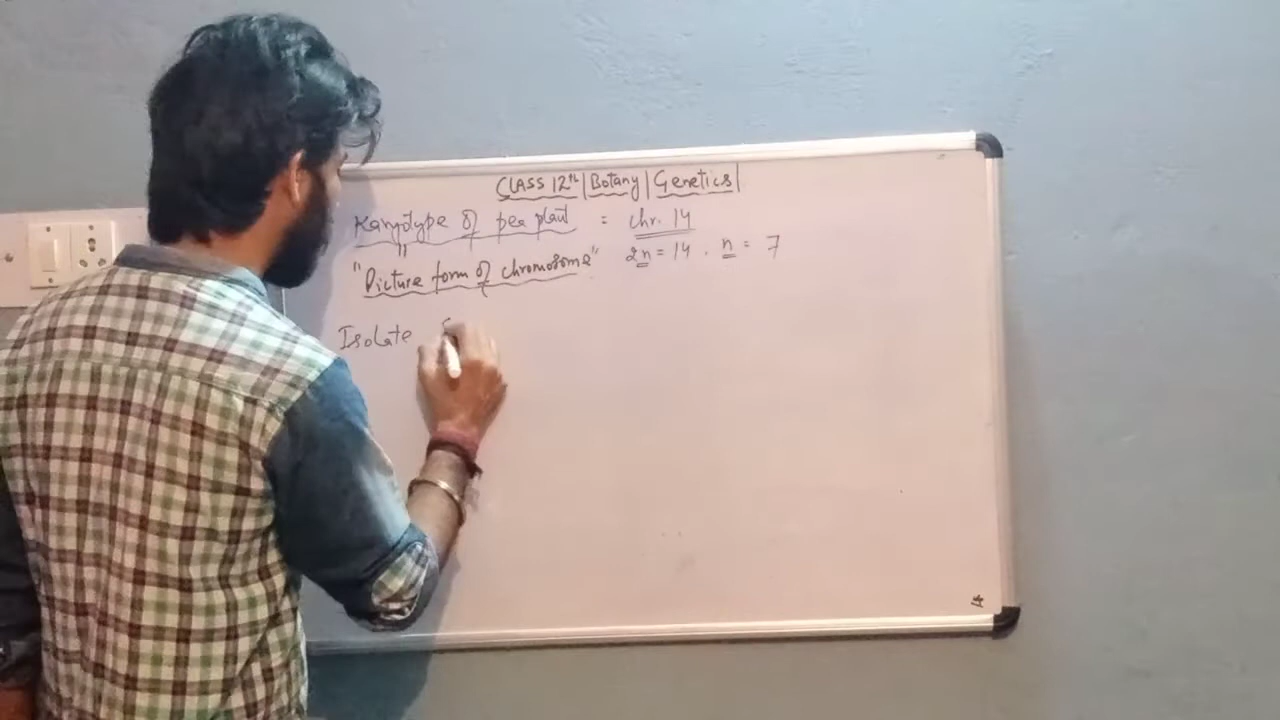 CLASS 12th | Botany | Genetics |
Karyotype of pea plant = chr. 14
"Picture form of chromosome" 2n = 14 . n = 7
Isolate